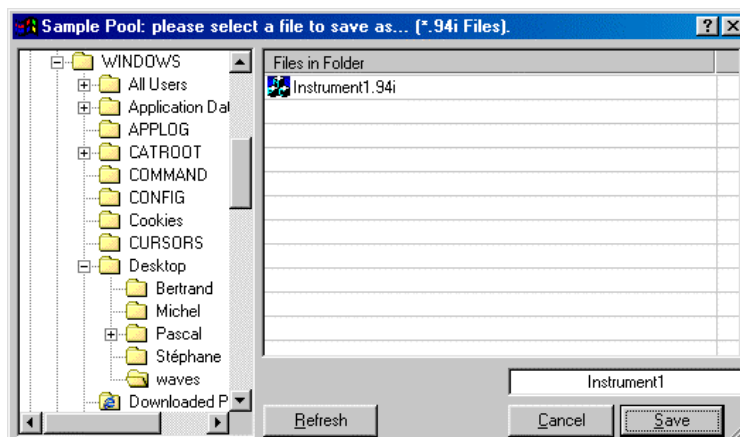 Sample Pool: please select a file to save as... (*.94i Files).
WINDOWS
All Users
Application Dat
APPLOG
CATROOT
COMMAND
CONFIG
Cookies
CURSORS
Desktop
Bertrand
Michel
Pascal
Stéphane
waves
Downloaded P
Files in Folder
Instrument1.94i
Instrument1
Refresh
Cancel
Save